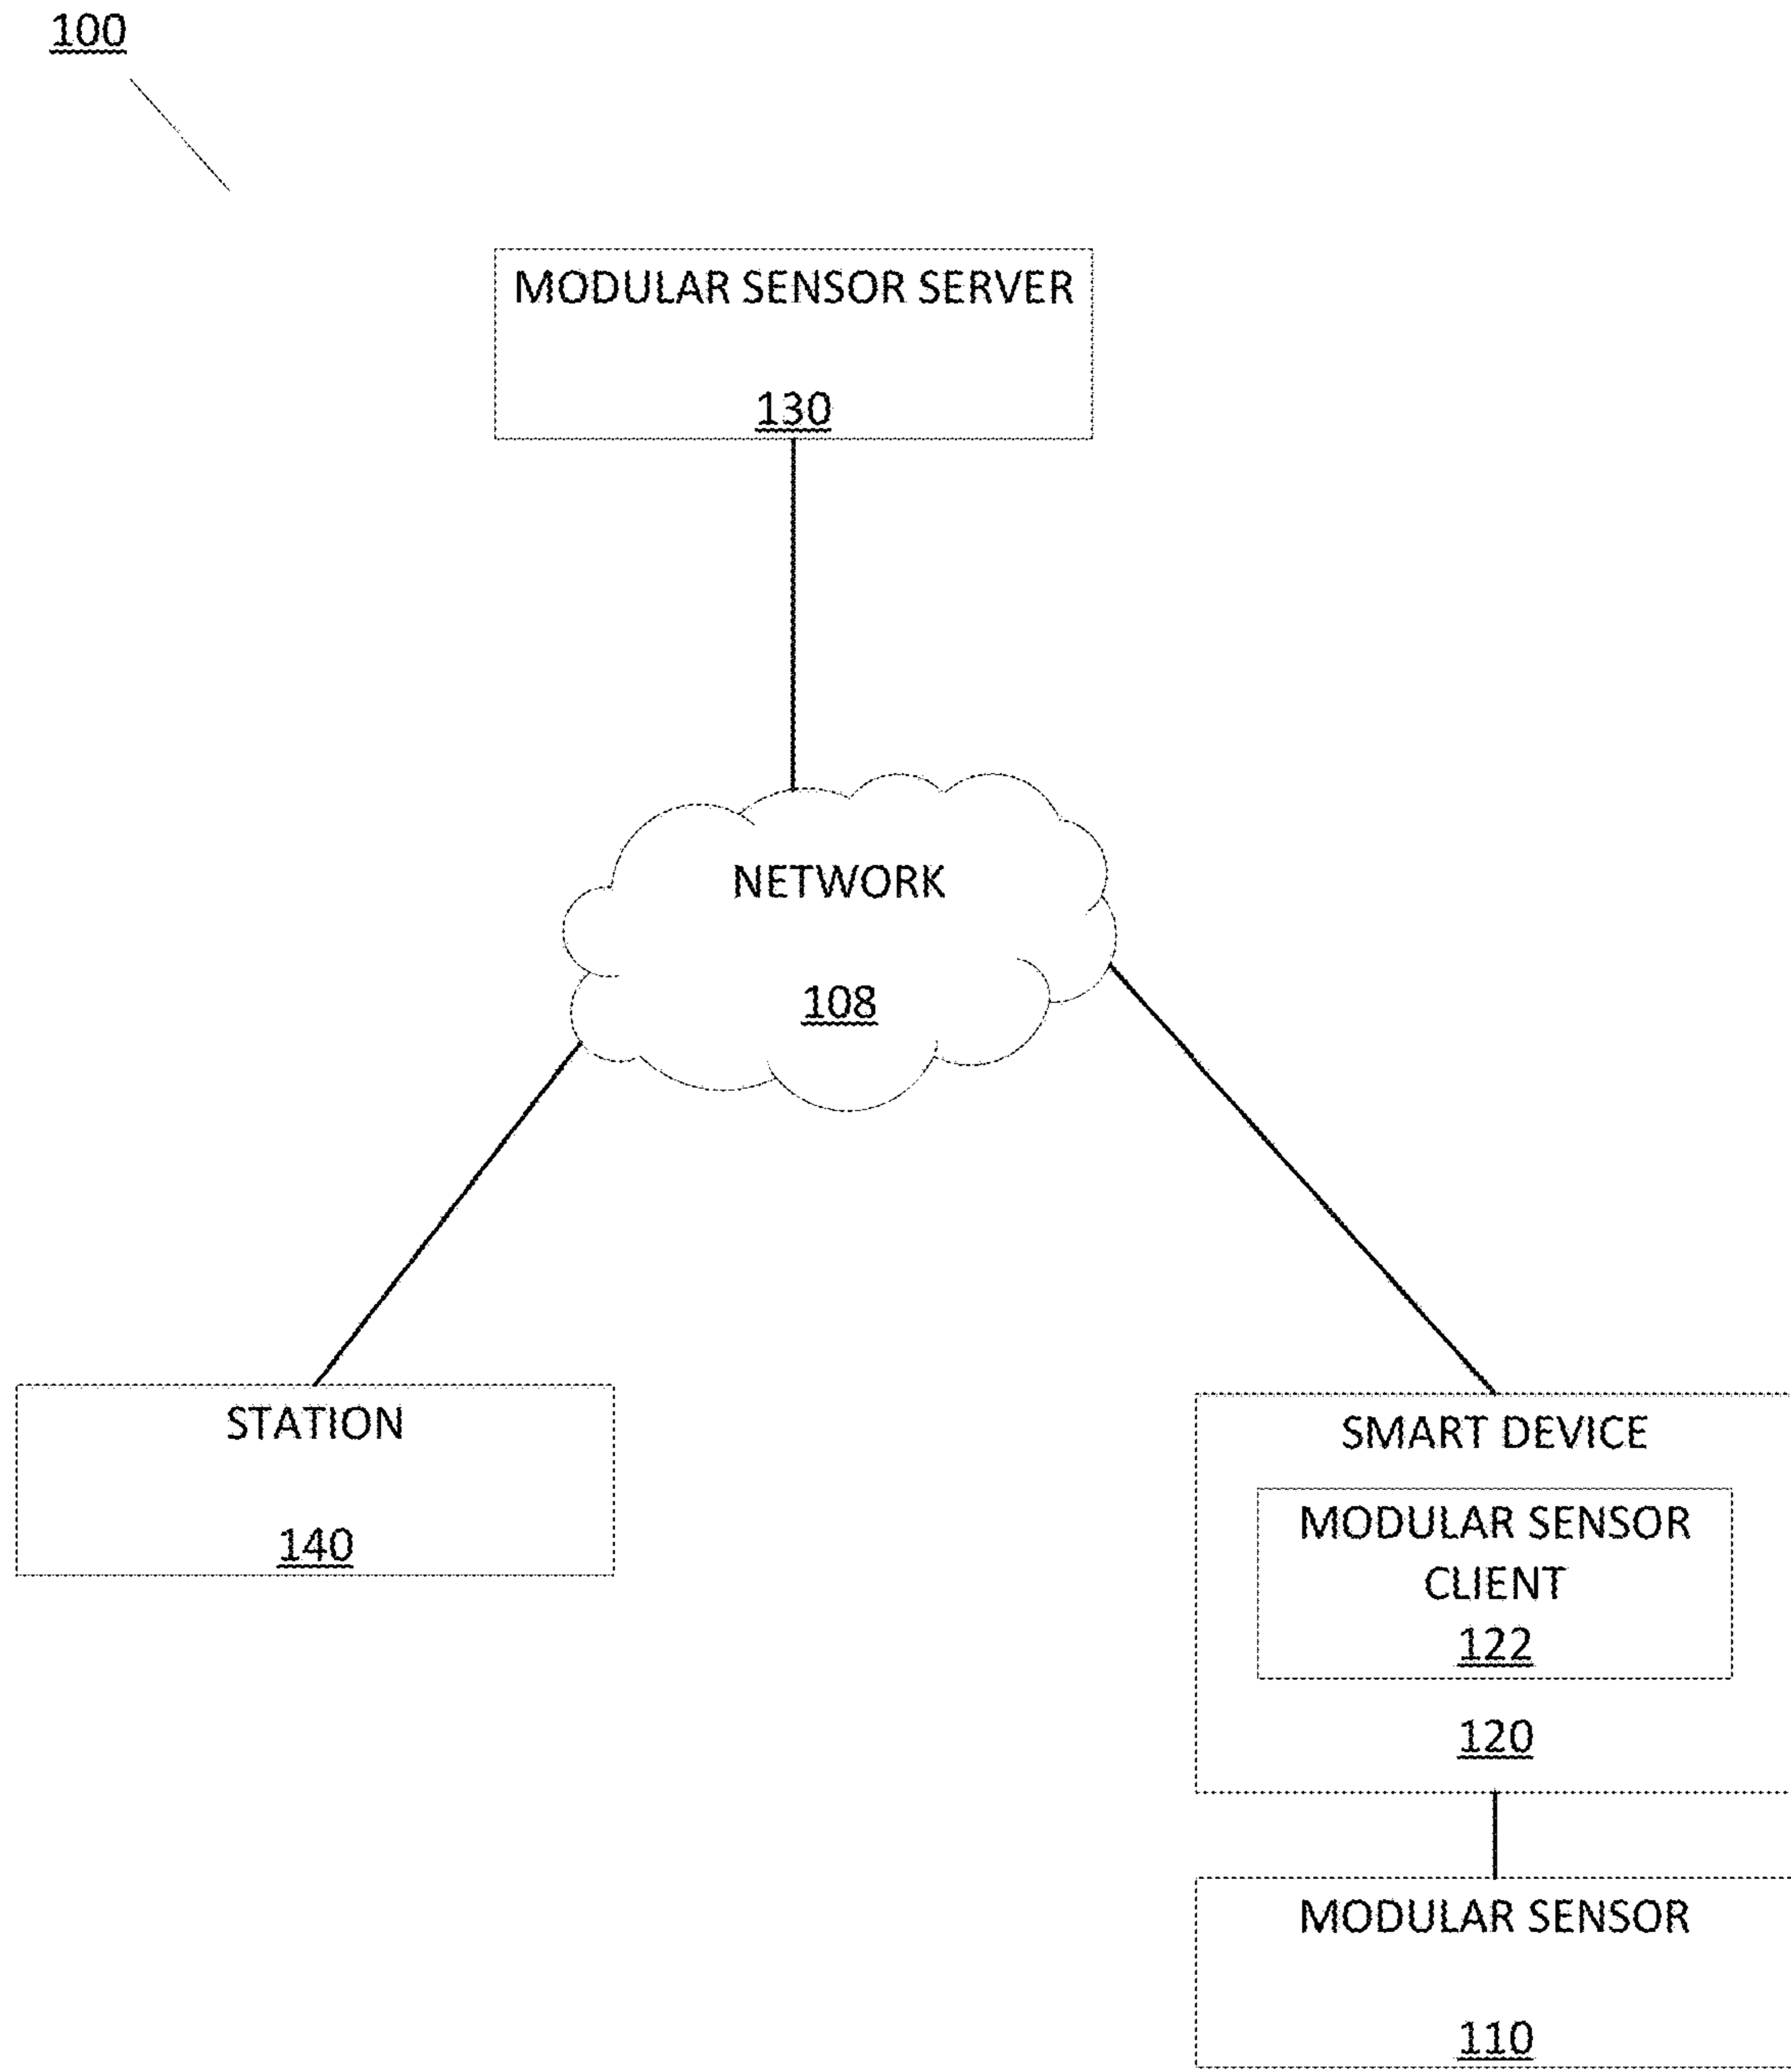 100
MODULAR SENSOR SERVER
130
NETWORK
108
STATION
140
SMART DEVICE
MODULAR SENSOR
CLIENT
122
120
MODULAR SENSOR
110